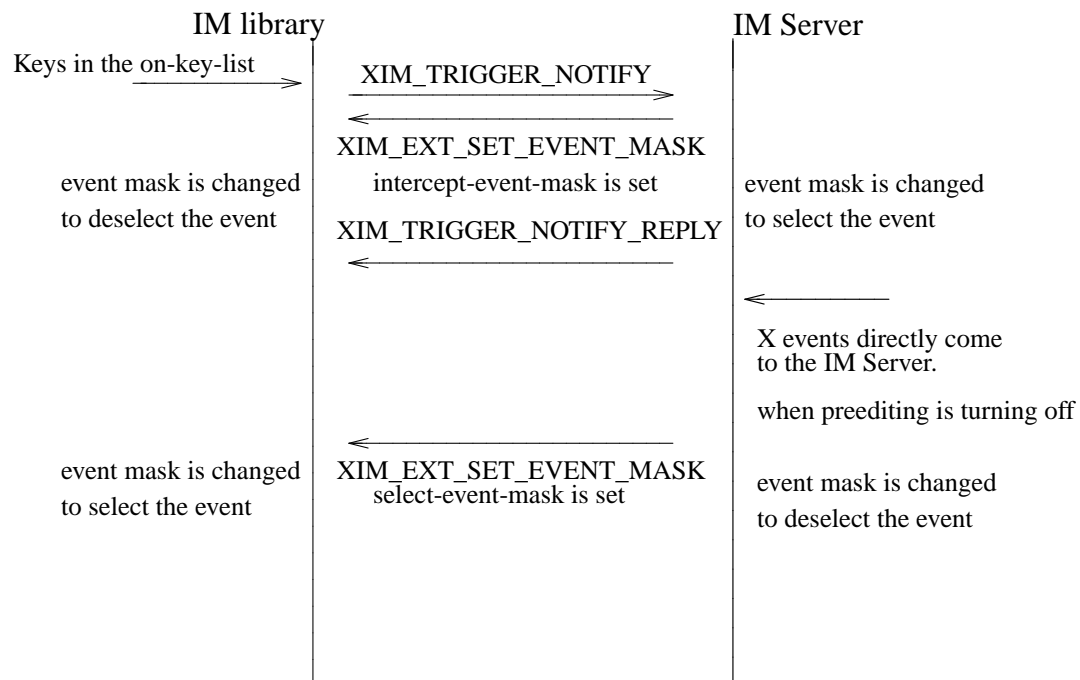 IM library
IM Server
Keys in the on-key-list
XIM_TRIGGER_NOTIFY
XIM_EXT_SET_EVENT_MASK
intercept-event-mask is set
event mask is changed
to deselect the event
event mask is changed
to select the event
XIM_TRIGGER_NOTIFY_REPLY
X events directly come
to the IM Server.
when preediting is turning off
XIM_EXT_SET_EVENT_MASK
select-event-mask is set
event mask is changed
to select the event
event mask is changed
to deselect the event